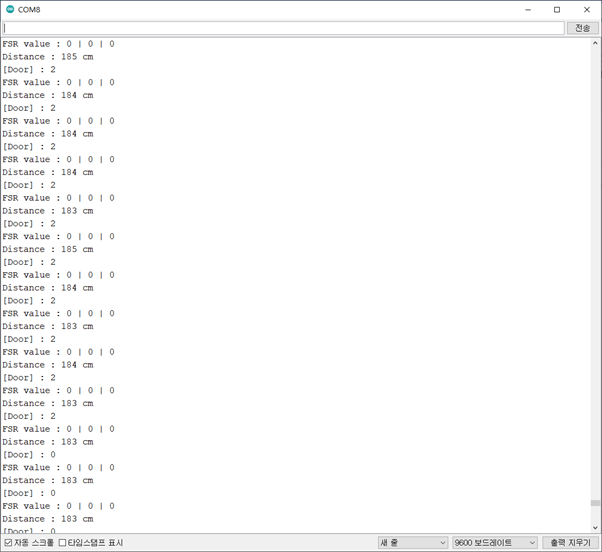 COM8
전송
FSR value : 0 | 0 | 0
Distance : 185 cm
[Door] : 2
FSR value : 0 | 0 | 0
Distance : 184 cm
[Door] : 2
FSR value : 0 | 0 | 0
Distance : 184 cm
[Door] : 2
FSR value : 0 | 0 | 0
Distance : 184 cm
[Door] : 2
FSR value : 0 | 0 | 0
Distance : 183 cm
[Door] : 2
FSR value : 0 | 0 | 0
Distance : 185 cm
[Door] : 2
FSR value : 0 | 0 | 0
Distance : 184 cm
[Door] : 2
FSR value : 0 | 0 | 0
Distance : 183 cm
[Door] : 2
FSR value : 0 | 0 | 0
Distance : 184 cm
[Door] : 2
FSR value : 0 | 0 | 0
Distance : 183 cm
[Door] : 2
FSR value : 0 | 0 | 0
Distance : 183 cm
[Door] : 0
FSR value : 0 | 0 | 0
Distance : 183 cm
[Door] : 0
FSR value : 0 | 0 | 0
Distance : 183 cm
[Door] : 0
자동 스크롤 타임스탬프 표시 새 줄 9600 보드레이트 출력 지우기